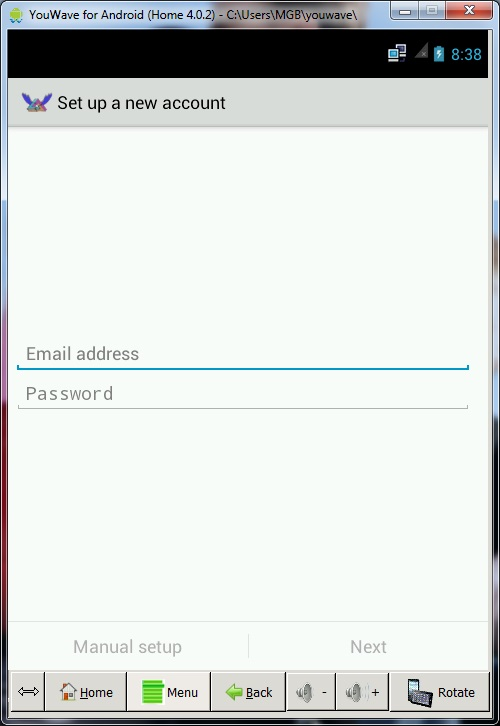 YouWave for Android (Home 4.0.2) - C:\Users\MGB\youwave\
8:38
Set up a new account
Email address
Password
Manual setup Next
Home Menu Back - + Rotate